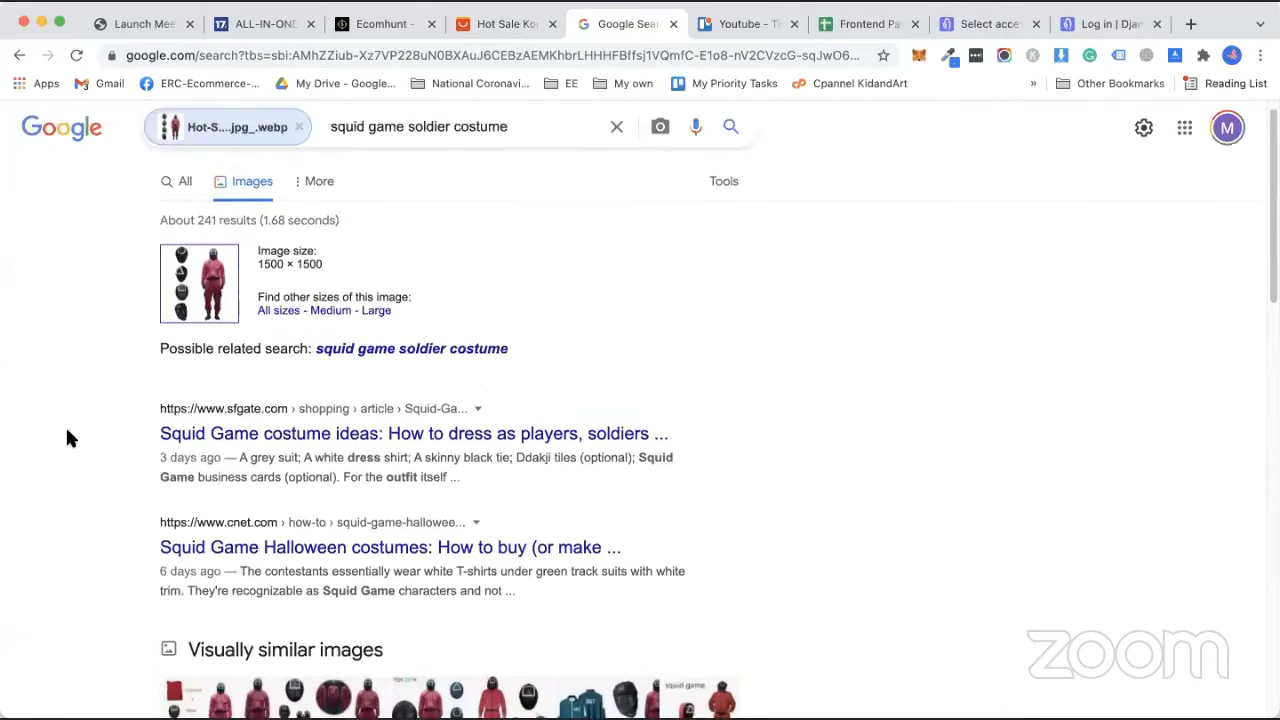 Launch Mee
ALL-IN-ONE
Ecomhunt -
Hot Sale Ko
Google Sea
Youtube - T
Frontend Pa
Select acce
Log in | Djan
google.com/search?tbs=sbi:AMhZZiub-Xz7VP228uN0BXAuJ6CEBzAEMKhbrLHHHFBffsj1VQmfC-E1o8-nV2CVzcG-sqJwO6...
Apps
Gmail
ERC-Ecommerce-...
My Drive - Google...
National Coronavi...
EE
My own
My Priority Tasks
Cpannel KidandArt
»
Other Bookmarks
Reading List
Google
Hot-S....jpg_.webp
squid game soldier costume
M
All
Images
More
Tools
About 241 results (1.68 seconds)
Image size:
1500 × 1500
Find other sizes of this image:
All sizes - Medium - Large
Possible related search: squid game soldier costume
https://www.sfgate.com › shopping › article › Squid-Ga...
Squid Game costume ideas: How to dress as players, soldiers ...
3 days ago — A grey suit; A white dress shirt; A skinny black tie; Ddakji tiles (optional); Squid
Game business cards (optional). For the outfit itself ...
https://www.cnet.com › how-to › squid-game-hallowee...
Squid Game Halloween costumes: How to buy (or make ...
6 days ago — The contestants essentially wear white T-shirts under green track suits with white
trim. They're recognizable as Squid Game characters and not ...
Visually similar images
squid game
zoom